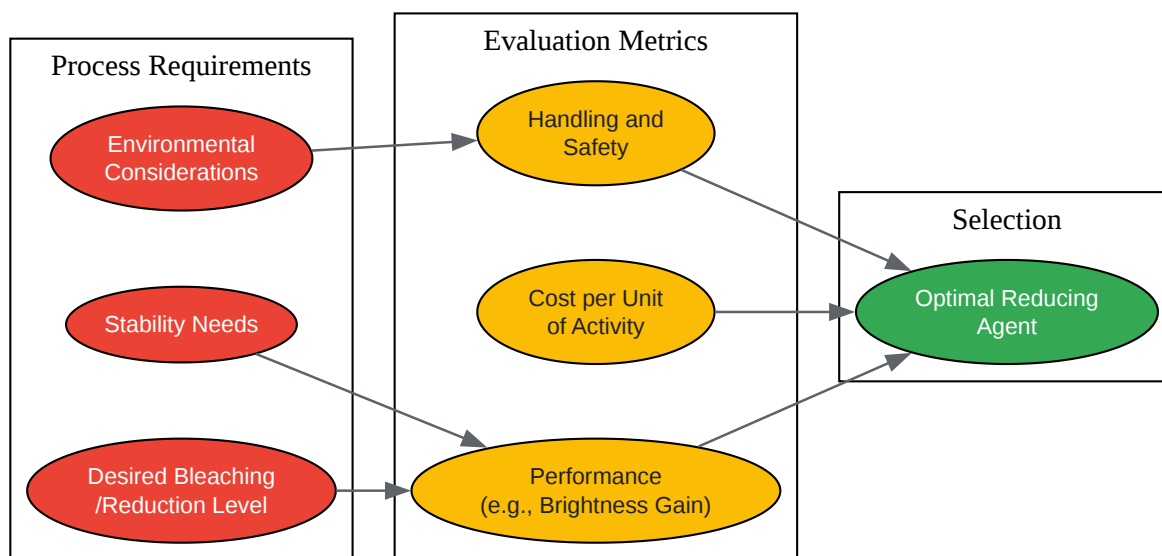 Process Requirements
Environmental
Considerations
Stability Needs
Desired Bleaching
/Reduction Level
Evaluation Metrics
Handling and
Safety
Cost per Unit
of Activity
Performance
(e.g., Brightness Gain)
Selection
Optimal Reducing
Agent